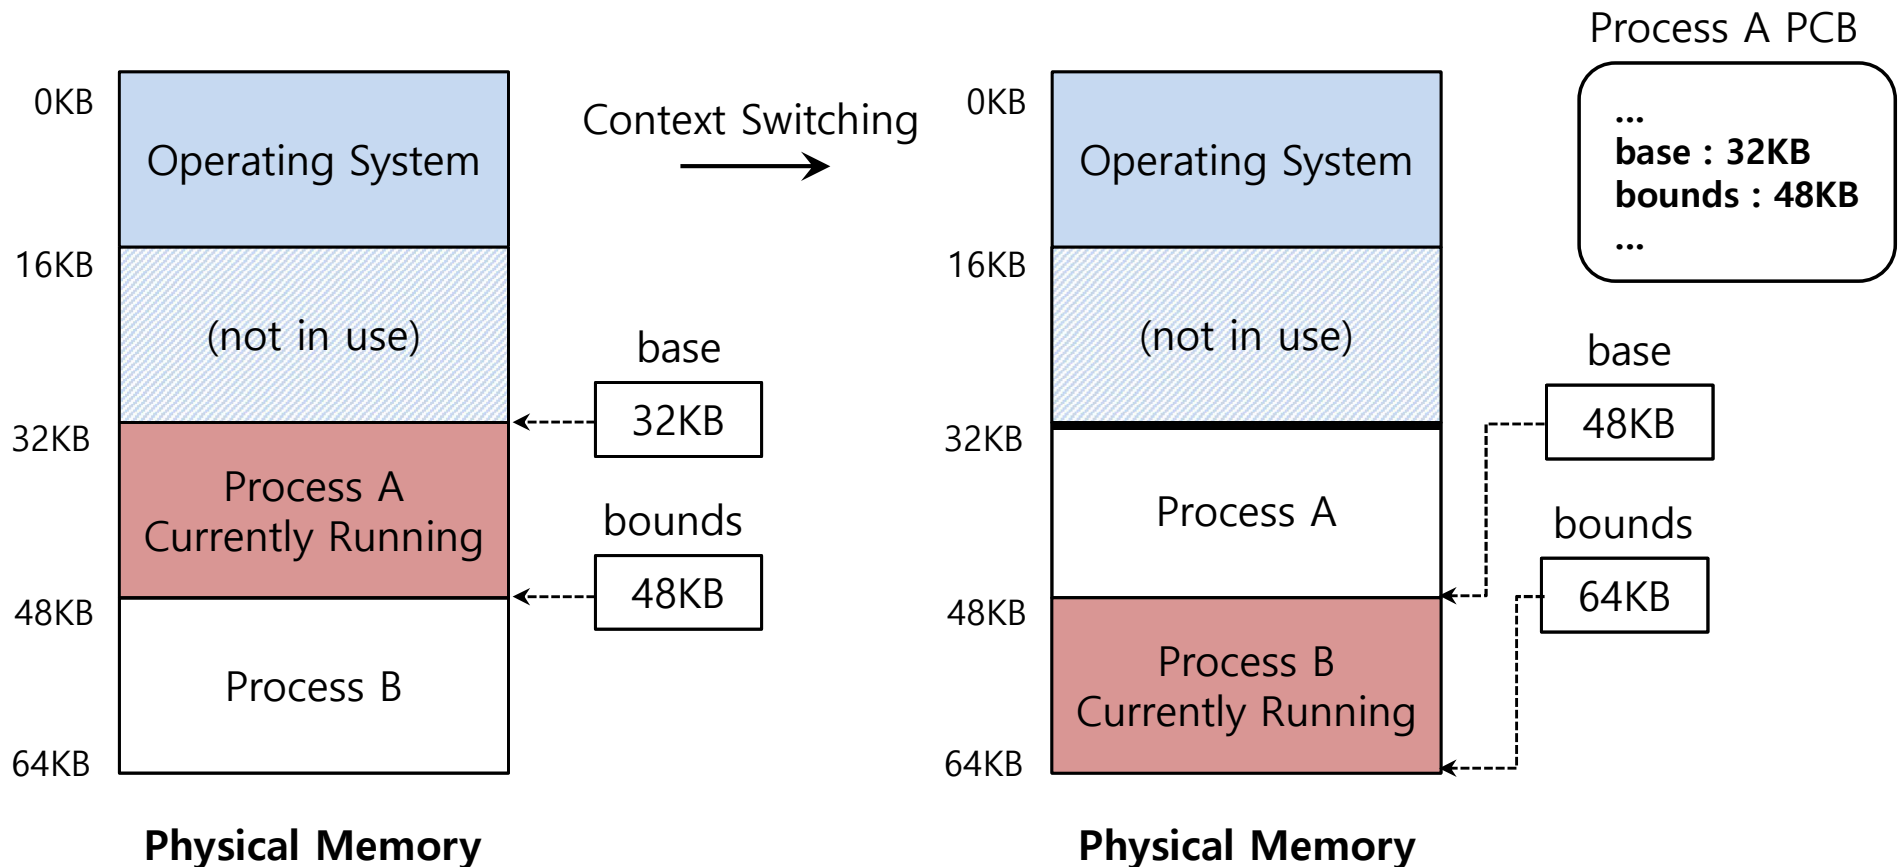 Process A PCB
0KB
Operating System
16KB
(not in use)
32KB
Process A
Currently Running
48KB
Process B
64KB
Physical Memory
base
32KB
bounds
48KB
Context Switching
0KB
Operating System
16KB
(not in use)
32KB
Process A
48KB
Process B
Currently Running
64KB
Physical Memory
...
base : 32KB
bounds : 48KB
...
base
48KB
bounds
64KB